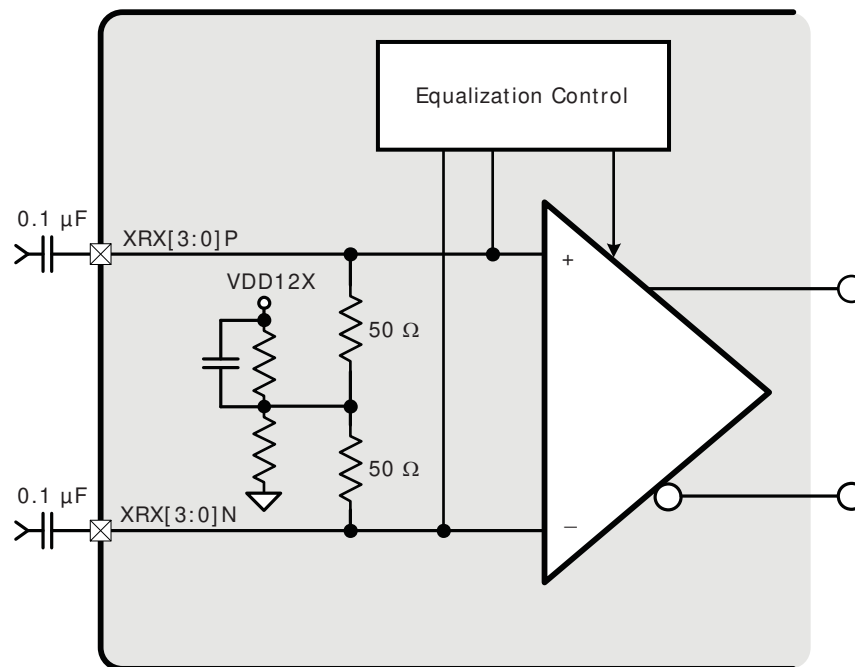 Equalization Control
0.1 µF
XRX[3:0]P
+
VDD12X
50 Ω
50 Ω
0.1 µF
XRX[3:0]N
−